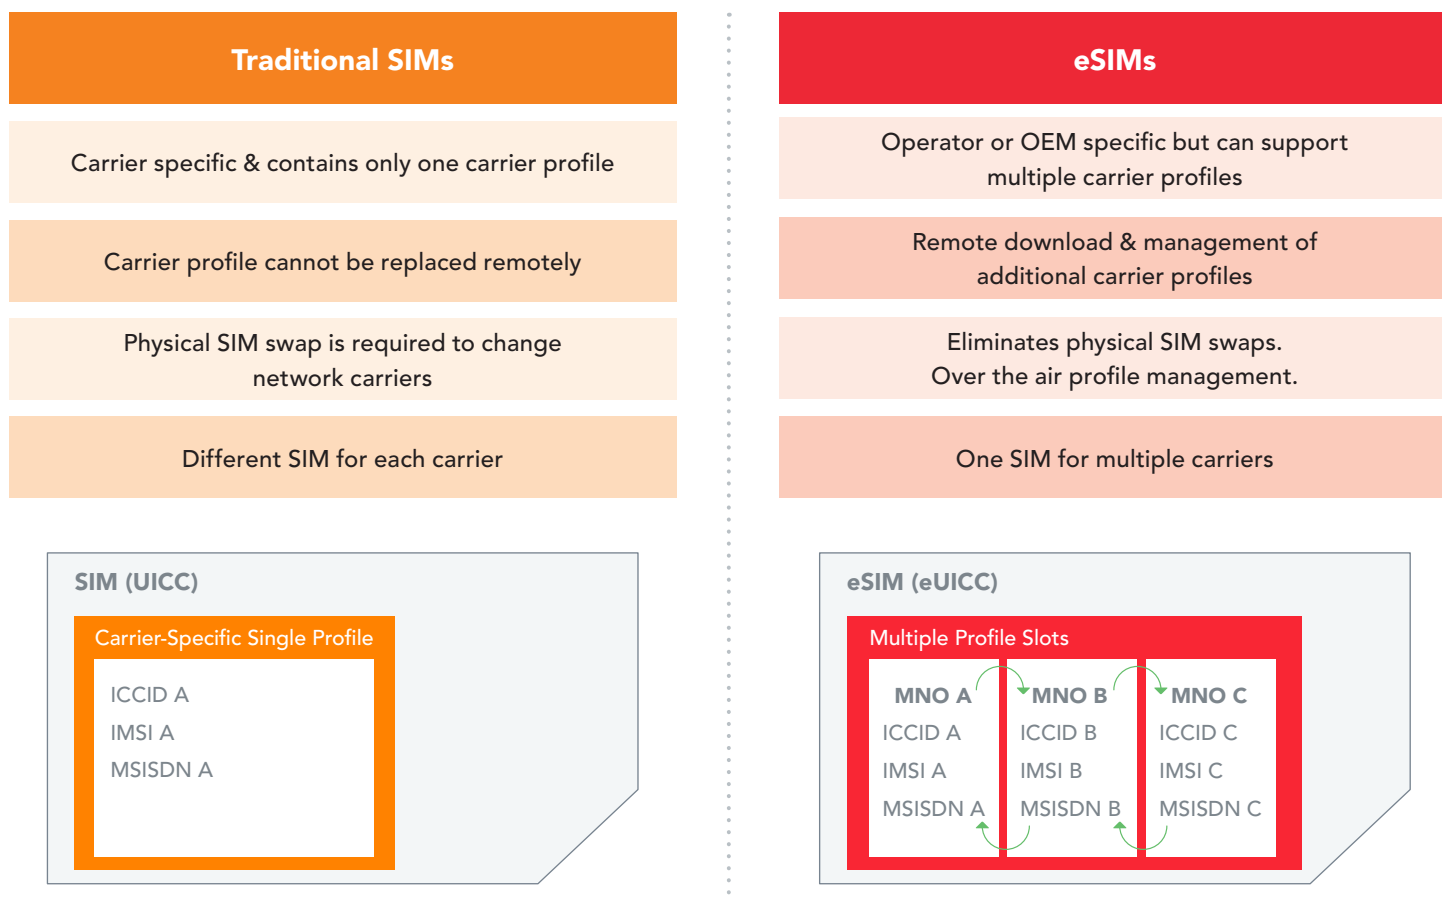 Traditional SIMs
Carrier specific & contains only one carrier profile
Carrier profile cannot be replaced remotely
Physical SIM swap is required to change
network carriers
Different SIM for each carrier
SIM (UICC)
Carrier-Specific Single Profile
ICCID A
IMSI A
MSISDN A
eSIMs
Operator or OEM specific but can support
multiple carrier profiles
Remote download & management of
additional carrier profiles
Eliminates physical SIM swaps.
Over the air profile management.
One SIM for multiple carriers
eSIM (eUICC)
Multiple Profile Slots
MNO A
ICCID A
IMSI A
MSISDN A
MNO B
ICCID B
IMSI B
MSISDN B
MNO C
ICCID C
IMSI C
MSISDN C